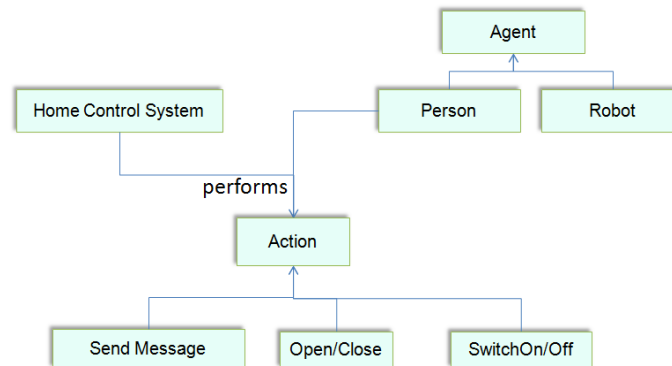 Agent
Home Control System
Person
Robot
performs
Action
Send Message
Open/Close
SwitchOn/Off